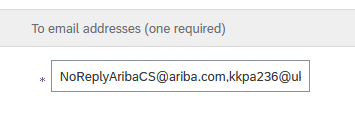 To email addresses (one required)
* NoReplyAribaCS@ariba.com,kkpa236@ul